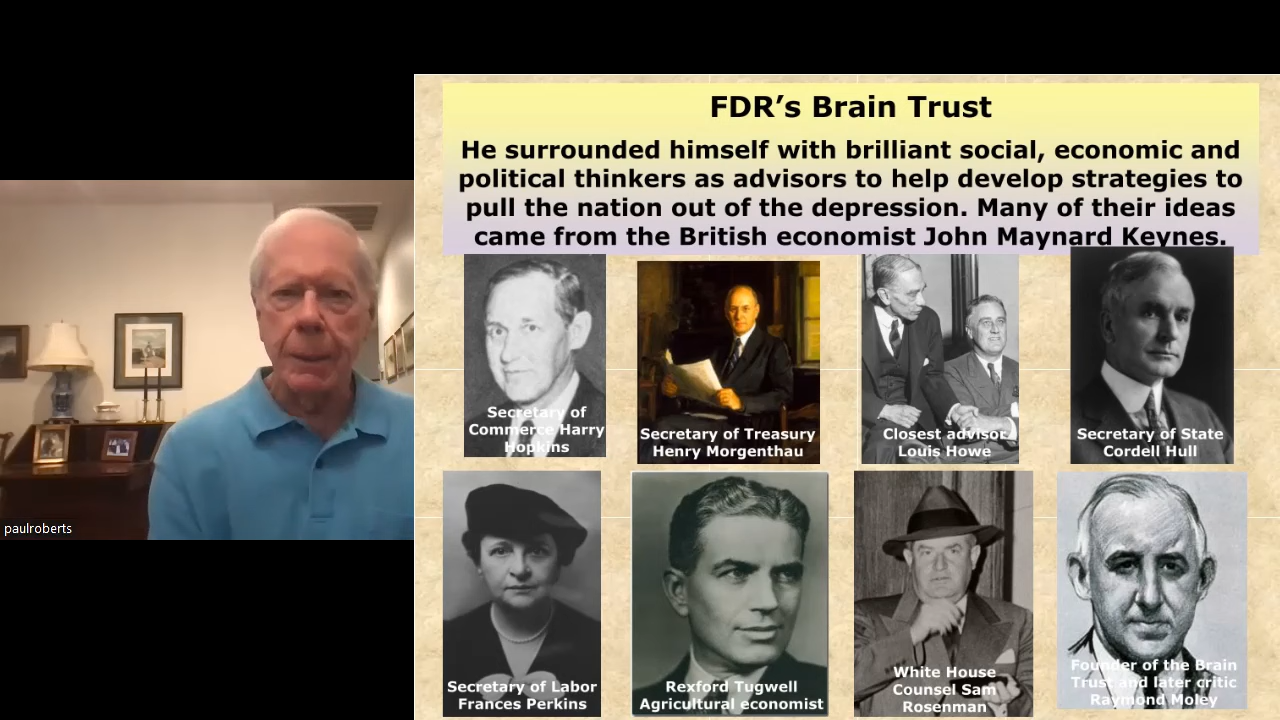 FDR’s Brain Trust
He surrounded himself with brilliant social, economic and
political thinkers as advisors to help develop strategies to
pull the nation out of the depression. Many of their ideas
came from the British economist John Maynard Keynes.
Secretary of
Commerce Harry
Hopkins
Secretary of Treasury
Henry Morgenthau
Closest advisor
Louis Howe
Secretary of State
Cordell Hull
paulroberts
Secretary of Labor
Frances Perkins
Rexford Tugwell
Agricultural economist
White House
Counsel Sam
Rosenman
Founder of the Brain
Trust and later critic
Raymond Moley